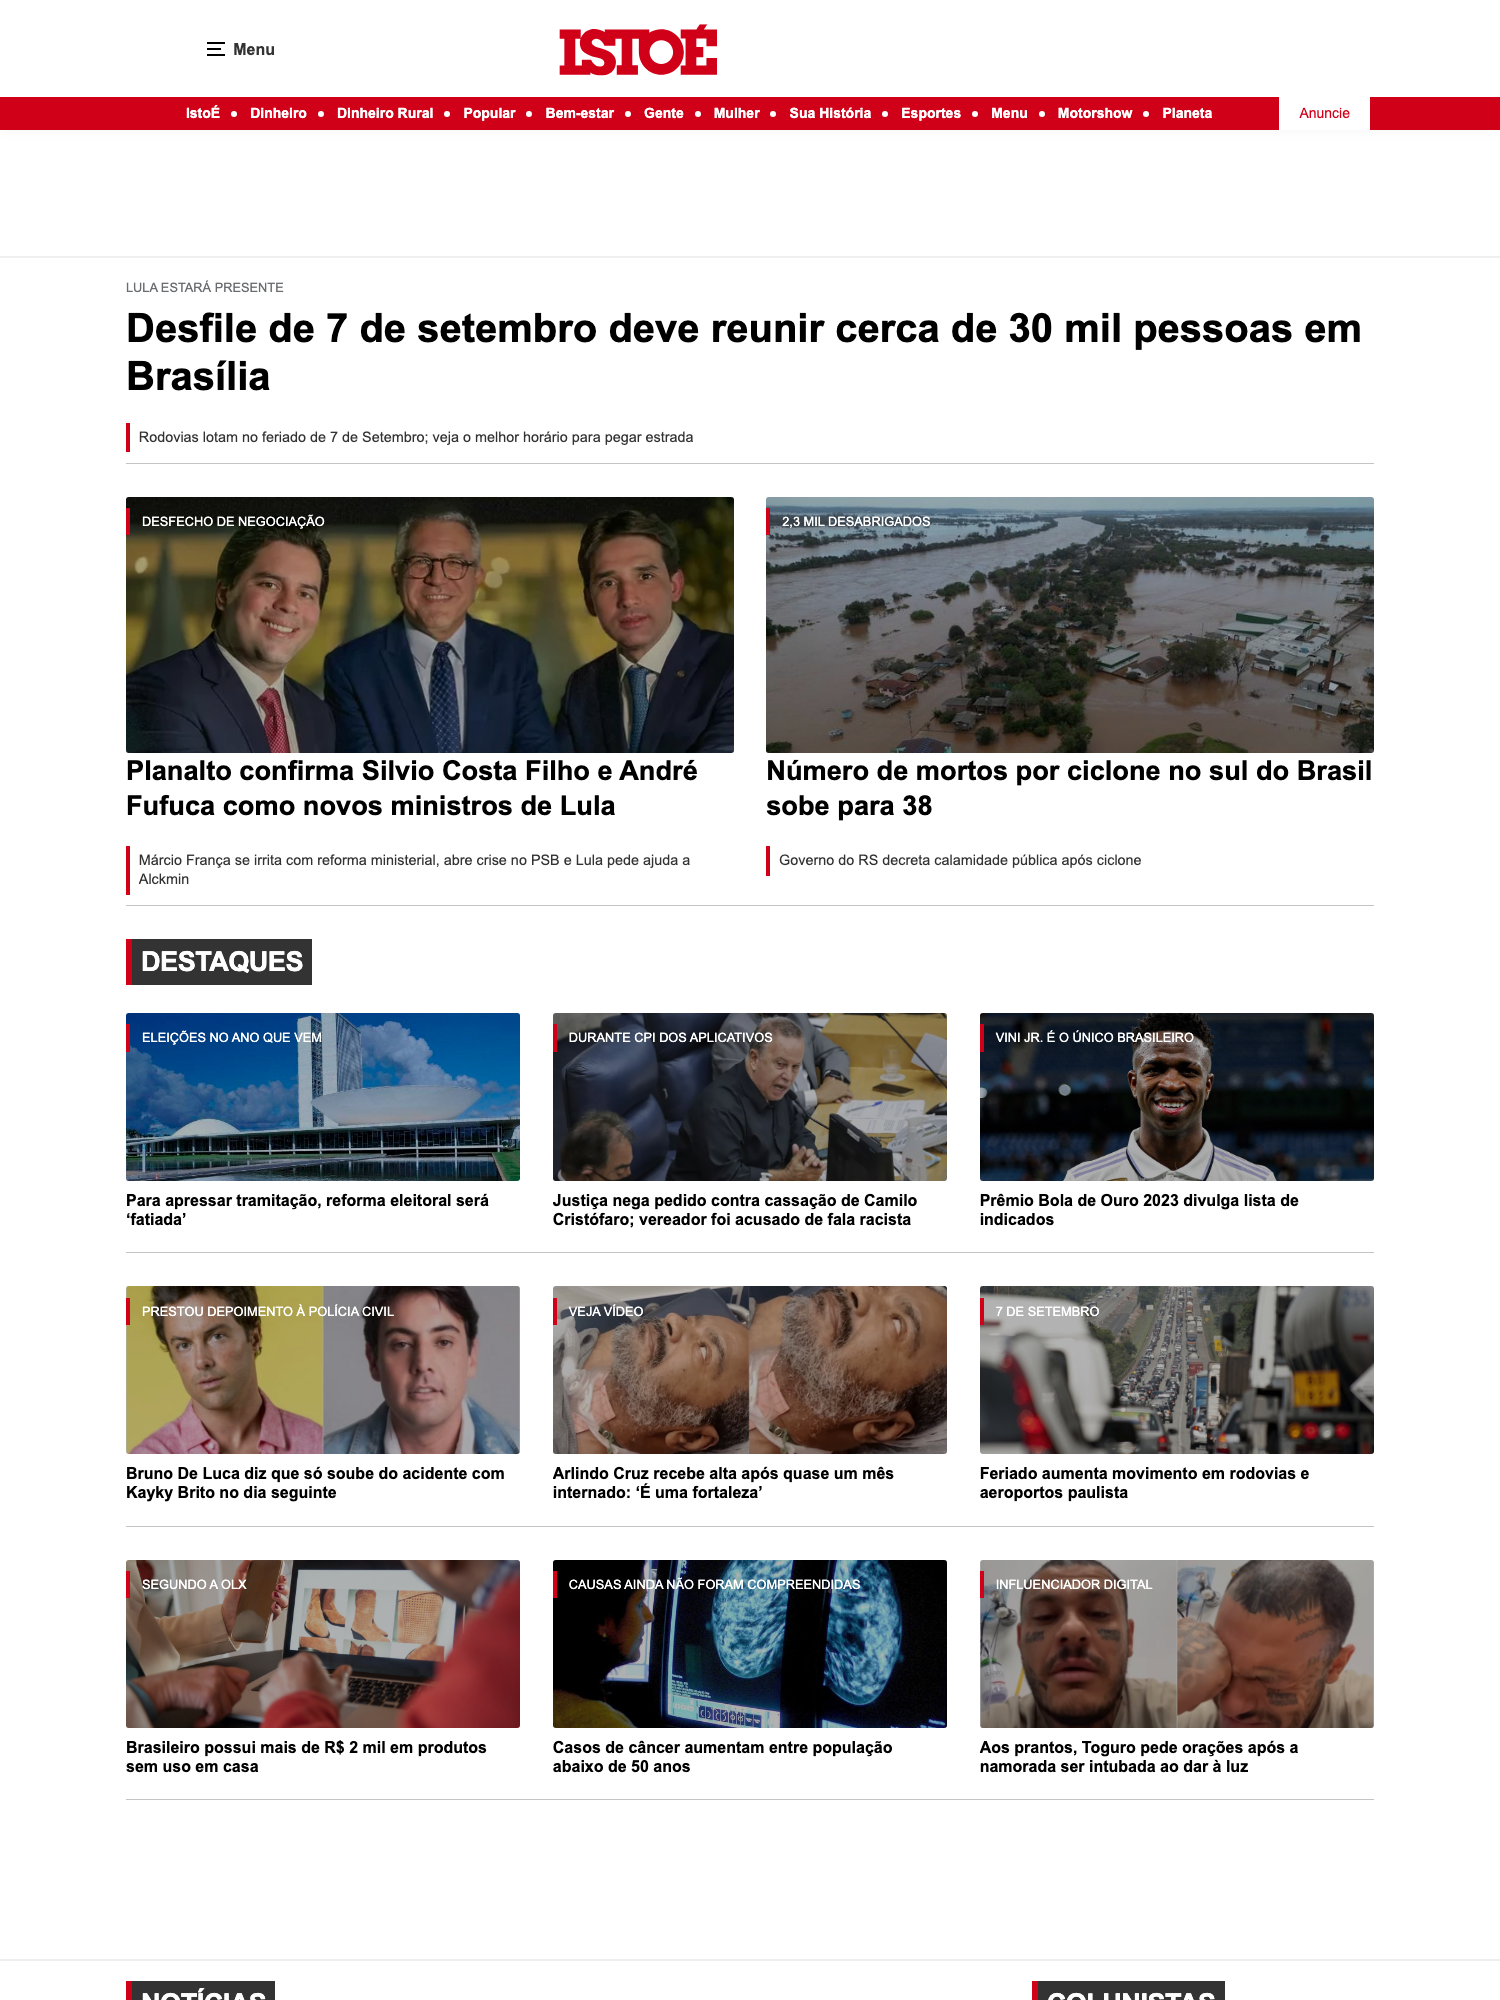 Menu
ISTOÉ
IstoÉ • Dinheiro • Dinheiro Rural • Popular • Bem-estar • Gente • Mulher • Sua História • Esportes • Menu • Motorshow • Planeta
Anuncie
LULA ESTARÁ PRESENTE
Desfile de 7 de setembro deve reunir cerca de 30 mil pessoas em
Brasília
Rodovias lotam no feriado de 7 de Setembro; veja o melhor horário para pegar estrada
DESFECHO DE NEGOCIAÇÃO
Planalto confirma Silvio Costa Filho e André
Fufuca como novos ministros de Lula
Márcio França se irrita com reforma ministerial, abre crise no PSB e Lula pede ajuda a
Alckmin
2,3 MIL DESABRIGADOS
Número de mortos por ciclone no sul do Brasil
sobe para 38
Governo do RS decreta calamidade pública após ciclone
DESTAQUES
ELEIÇÕES NO ANO QUE VEM
Para apressar tramitação, reforma eleitoral será
‘fatiada’
DURANTE CPI DOS APLICATIVOS
Justiça nega pedido contra cassação de Camilo
Cristófaro; vereador foi acusado de fala racista
VINI JR. É O ÚNICO BRASILEIRO
Prêmio Bola de Ouro 2023 divulga lista de
indicados
PRESTOU DEPOIMENTO À POLÍCIA CIVIL
Bruno De Luca diz que só soube do acidente com
Kayky Brito no dia seguinte
VEJA VÍDEO
Arlindo Cruz recebe alta após quase um mês
internado: ‘É uma fortaleza’
7 DE SETEMBRO
Feriado aumenta movimento em rodovias e
aeroportos paulista
SEGUNDO A OLX
Brasileiro possui mais de R$ 2 mil em produtos
sem uso em casa
CAUSAS AINDA NÃO FORAM COMPREENDIDAS
Casos de câncer aumentam entre população
abaixo de 50 anos
INFLUENCIADOR DIGITAL
Aos prantos, Toguro pede orações após a
namorada ser intubada ao dar à luz
NOTÍCIAS
COLUNISTAS